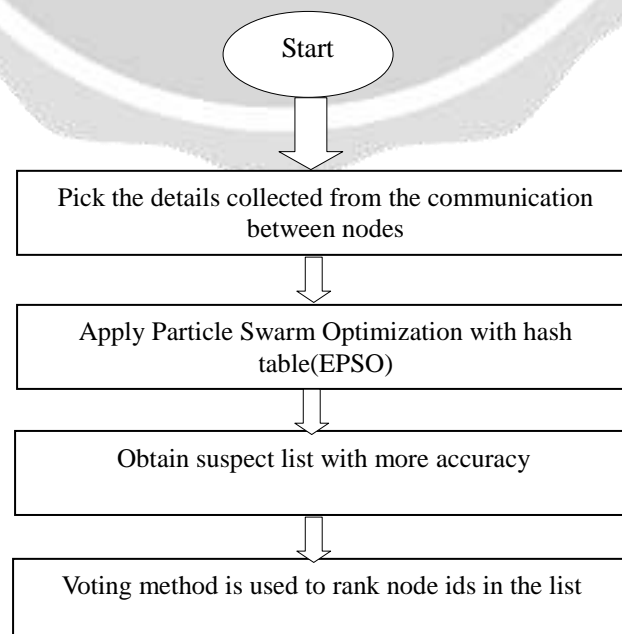 Start
Pick the details collected from the communication
between nodes
Apply Particle Swarm Optimization with hash
table(EPSO)
Obtain suspect list with more accuracy
Voting method is used to rank node ids in the list